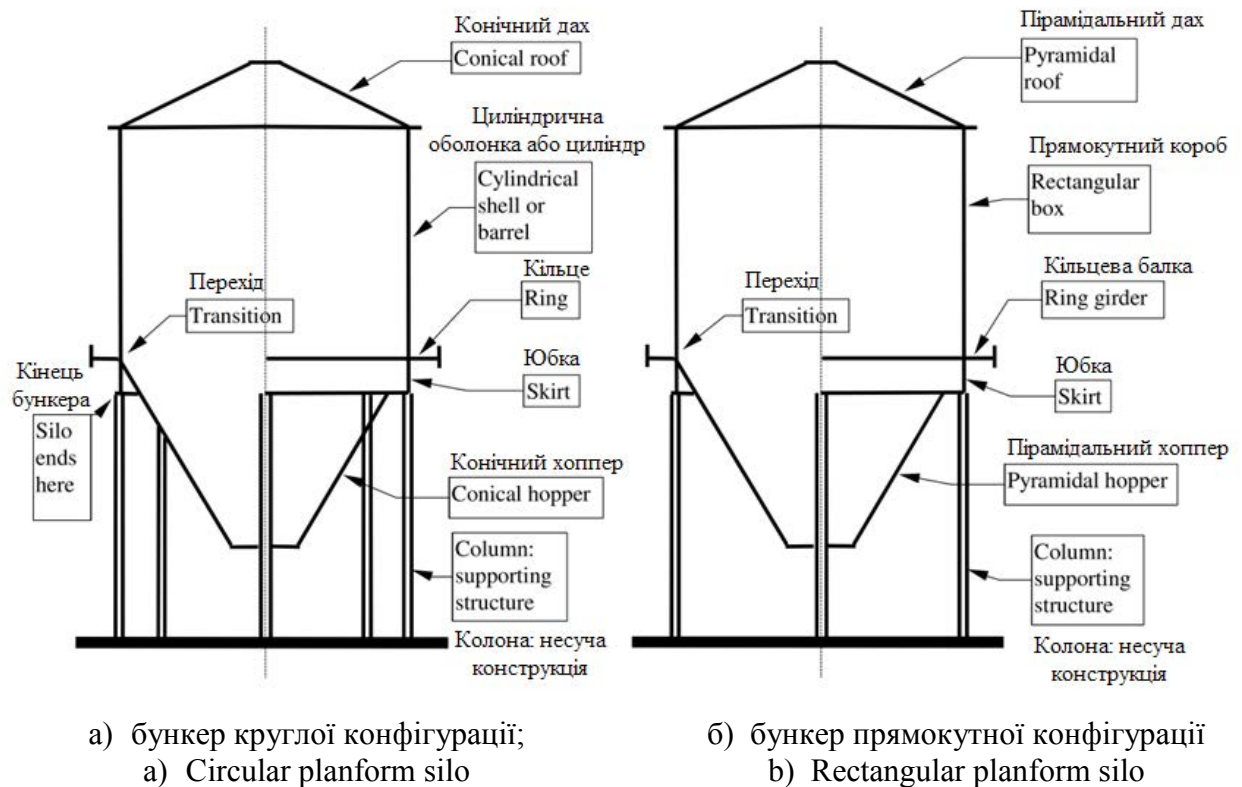 Конічний дах
Conical roof
Циліндрична
оболонка або циліндр
Cylindrical
shell or
barrel
Кільце
Ring
Перехід
Transition
Юбка
Skirt
Кінець
бункера
Silo
ends
here
Конічний хоппер
Conical hopper
Column:
supporting
structure
Колона: несуча
конструкція
а) бункер круглої конфігурації;
a) Circular planform silo
Пірамідальний дах
Pyramidal
roof
Прямокутний короб
Rectangular
box
Кільцева балка
Ring girder
Перехід
Transition
Юбка
Skirt
Пірамідальний хоппер
Pyramidal hopper
Column:
supporting
structure
Колона: несуча
конструкція
б) бункер прямокутної конфігурації
b) Rectangular planform silo